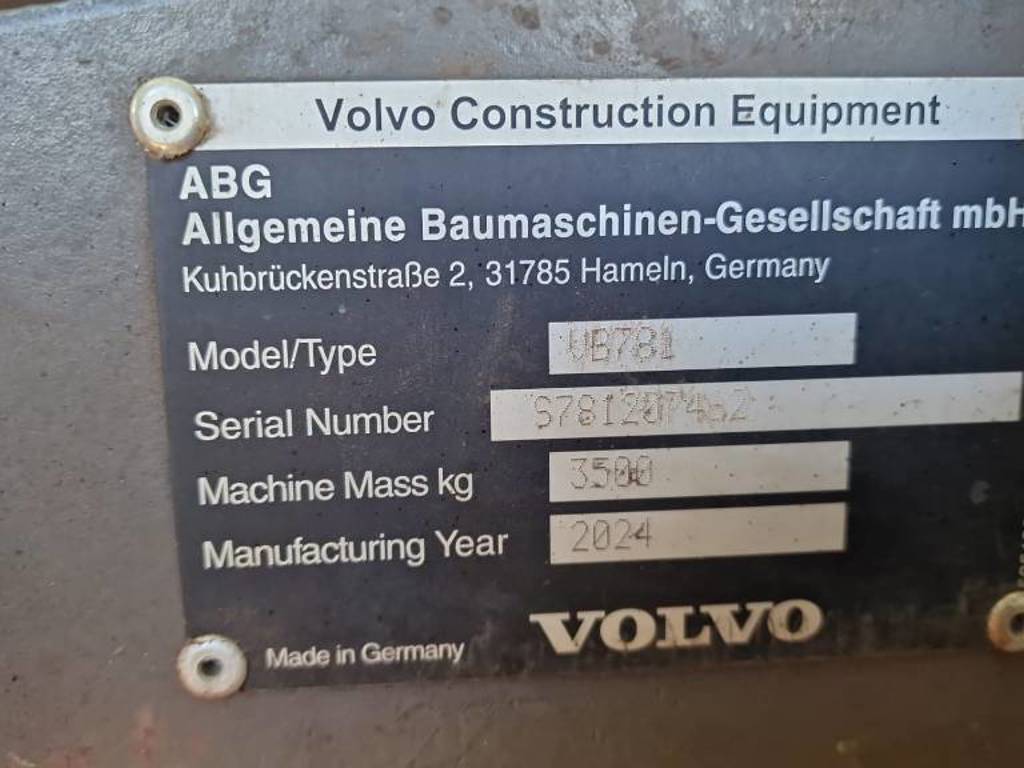 Volvo Construction Equipment
ABG
Allgemeine Baumaschinen-Gesellschaft mbH
Kuhbrückenstraße 2, 31785 Hameln, Germany
Model/Type VB781
Serial Number
Machine Mass kg 3500
Manufacturing Year 2024
VOLVO
Made in Germany